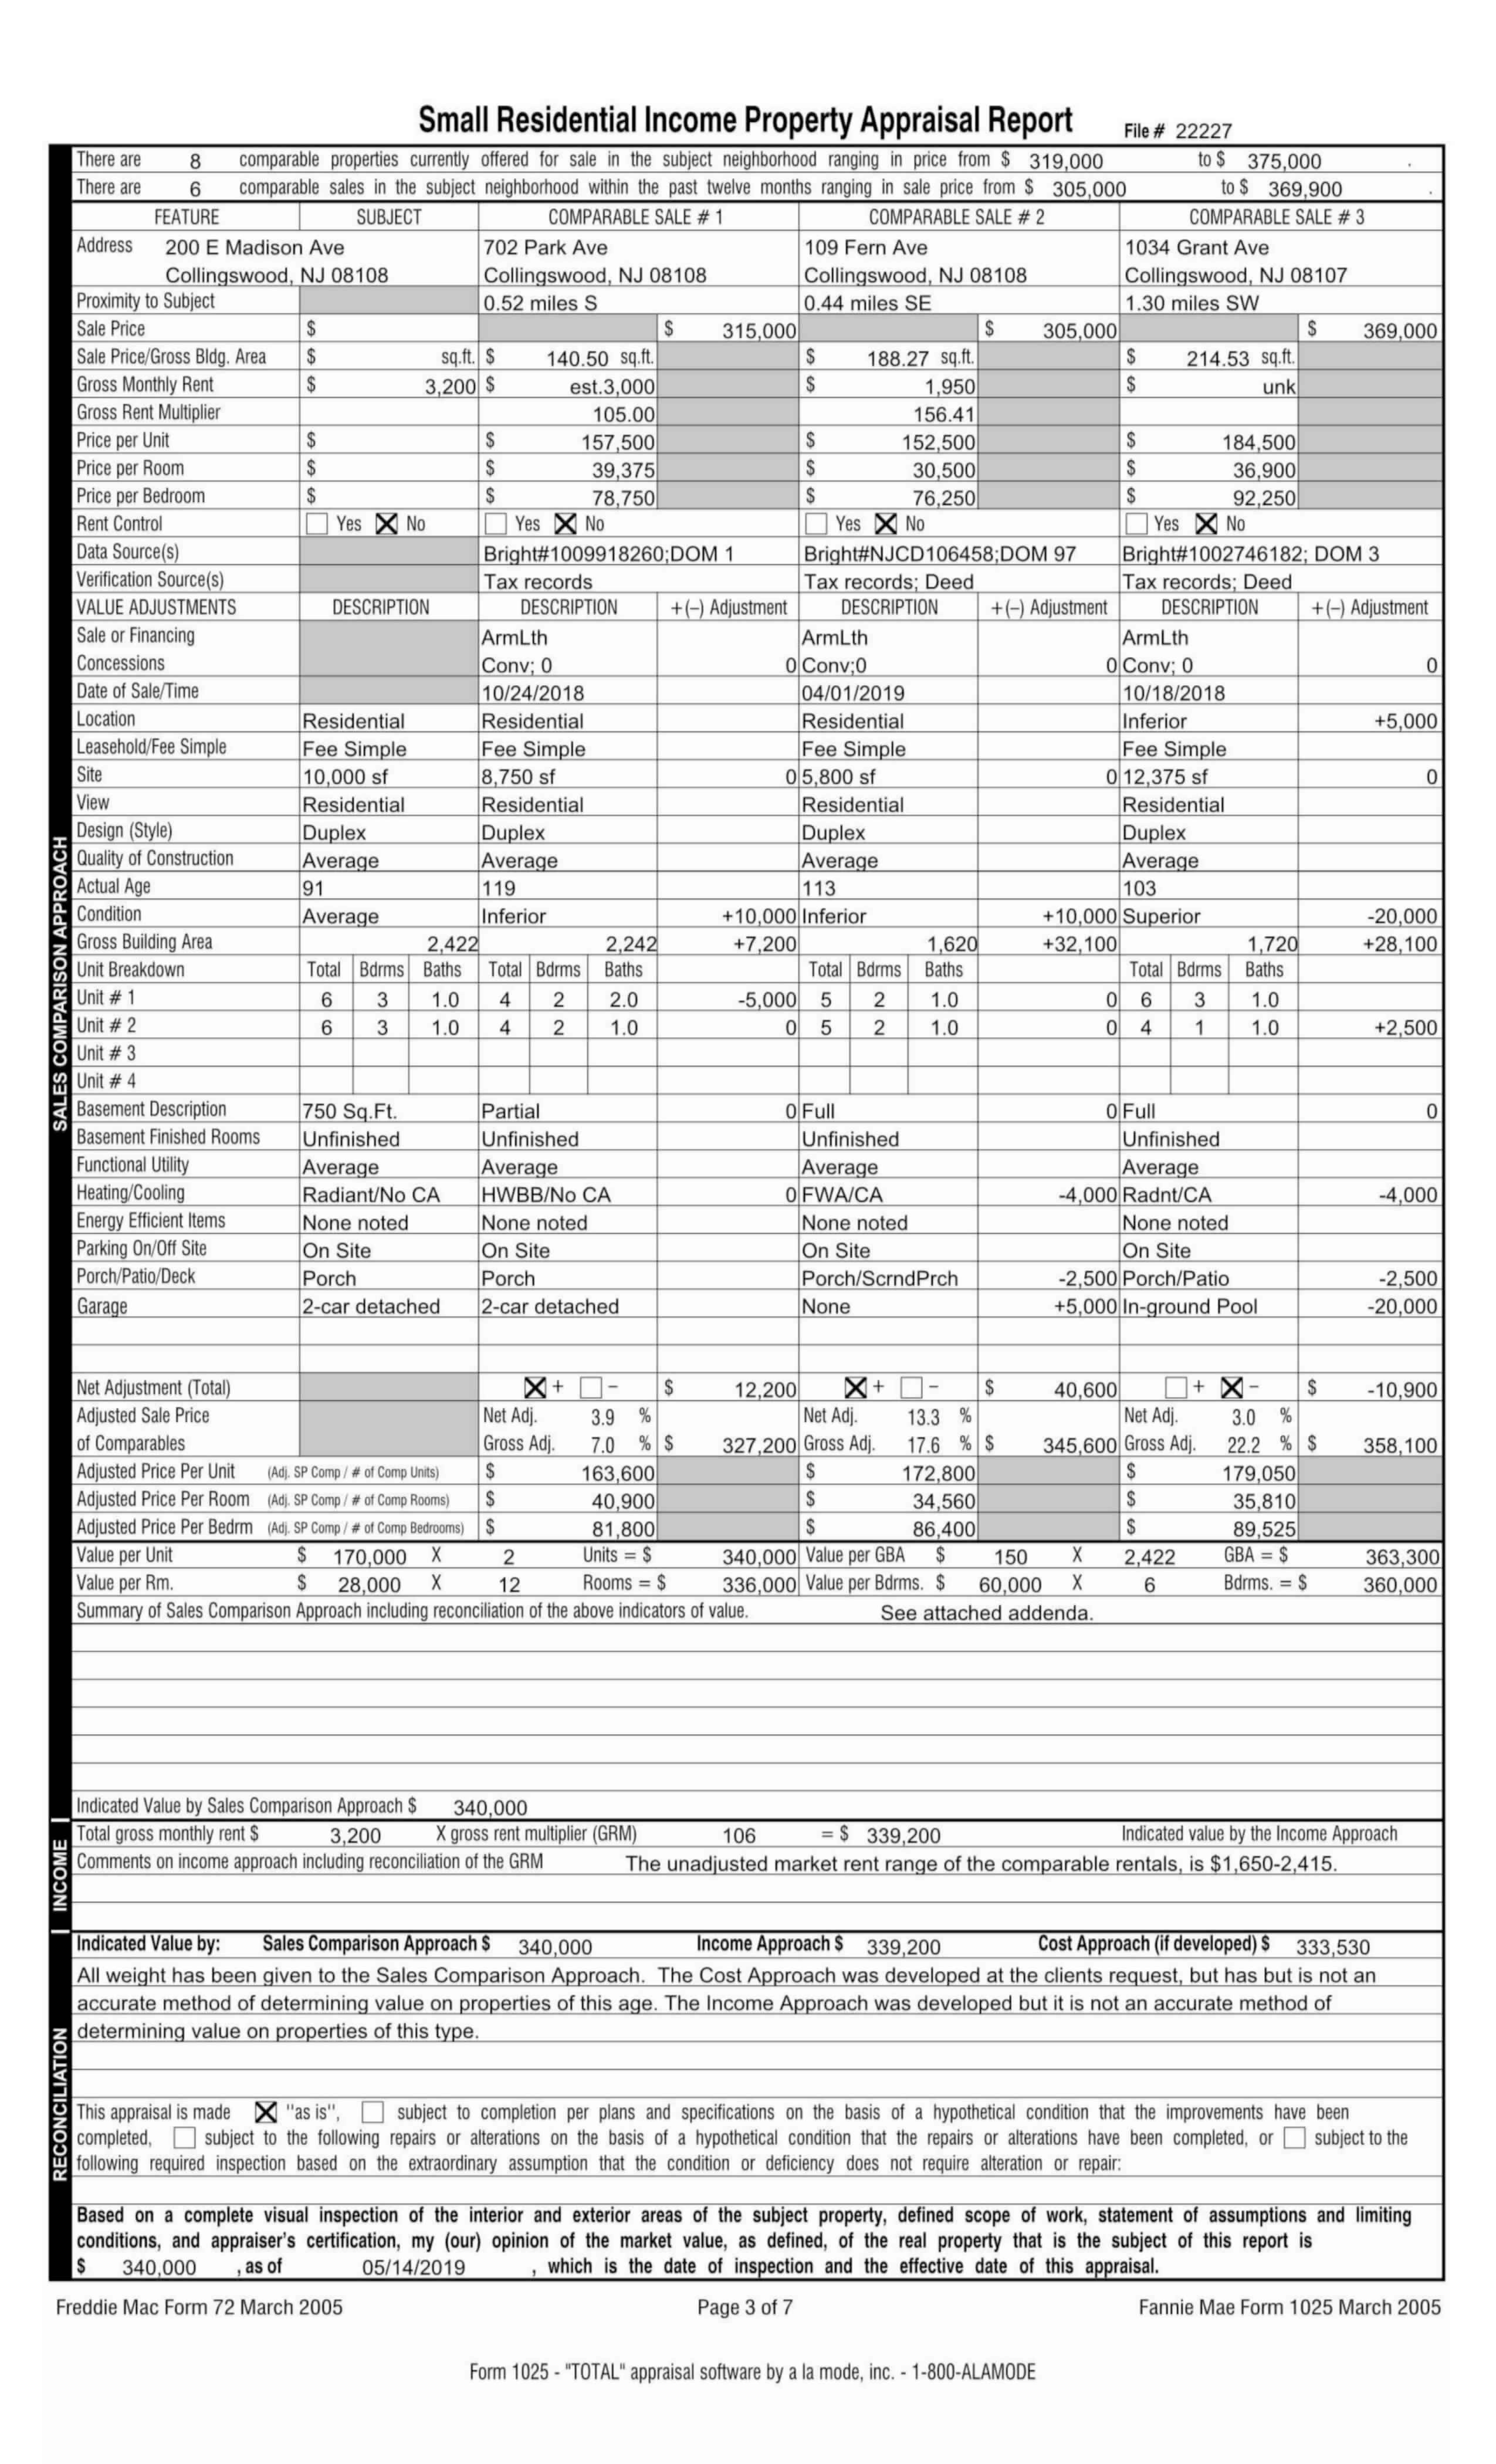 Small Residential Income Property Appraisal Report File # 22227
There are 8 comparable properties currently offered for sale in the subject neighborhood ranging in price from $ 319,000 to $ 375,000 .
There are 6 comparable sales in the subject neighborhood within the past twelve months ranging in sale price from $ 305,000 to $ 369,900 .
FEATURE SUBJECT COMPARABLE SALE # 1 COMPARABLE SALE # 2 COMPARABLE SALE # 3
Address 200 E Madison Ave 702 Park Ave 109 Fern Ave 1034 Grant Ave
Collingswood, NJ 08108 Collingswood, NJ 08108 Collingswood, NJ 08108 Collingswood, NJ 08107
Proximity to Subject 0.52 miles S 0.44 miles SE 1.30 miles SW
Sale Price $ $ 315,000 $ 305,000 $ 369,000
Sale Price/Gross Bldg. Area $ sq.ft. $ 140.50 sq.ft. $ 188.27 sq.ft. $ 214.53 sq.ft.
Gross Monthly Rent $ 3,200 $ est.3,000 $ 1,950 $ unk
Gross Rent Multiplier 105.00 156.41
Price per Unit $ $ 157,500 $ 152,500 $ 184,500
Price per Room $ $ 39,375 $ 30,500 $ 36,900
Price per Bedroom $ $ 78,750 $ 76,250 $ 92,250
Rent Control Yes No Yes No Yes No Yes No
Data Source(s) Bright#1009918260;DOM 1 Bright#NJCD106458;DOM 97 Bright#1002746182; DOM 3
Verification Source(s) Tax records Tax records; Deed Tax records; Deed
VALUE ADJUSTMENTS DESCRIPTION DESCRIPTION +(–) Adjustment DESCRIPTION +(–) Adjustment DESCRIPTION +(–) Adjustment
Sale or Financing ArmLth ArmLth ArmLth
Concessions Conv; 0 0 Conv;0 0 Conv; 0 0
Date of Sale/Time 10/24/2018 04/01/2019 10/18/2018
Location Residential Residential Residential Inferior +5,000
Leasehold/Fee Simple Fee Simple Fee Simple Fee Simple Fee Simple
Site 10,000 sf 8,750 sf 0 5,800 sf 0 12,375 sf 0
View Residential Residential Residential Residential
Design (Style) Duplex Duplex Duplex Duplex
Quality of Construction Average Average Average Average
Actual Age 91 119 113 103
Condition Average Inferior +10,000 Inferior +10,000 Superior -20,000
Gross Building Area 2,422 2,242 +7,200 1,620 +32,100 1,720 +28,100
Unit Breakdown Total Bdrms Baths Total Bdrms Baths Total Bdrms Baths Total Bdrms Baths
Unit # 1 6 3 1.0 4 2 2.0 -5,000 5 2 1.0 0 6 3 1.0
Unit # 2 6 3 1.0 4 2 1.0 0 5 2 1.0 0 4 1 1.0 +2,500
Unit # 3
Unit # 4
Basement Description 750 Sq.Ft. Partial 0 Full 0 Full 0
Basement Finished Rooms Unfinished Unfinished Unfinished Unfinished
Functional Utility Average Average Average Average
Heating/Cooling Radiant/No CA HWBB/No CA 0 FWA/CA -4,000 Radnt/CA -4,000
Energy Efficient Items None noted None noted None noted None noted
Parking On/Off Site On Site On Site On Site On Site
Porch/Patio/Deck Porch Porch Porch/ScrndPrch -2,500 Porch/Patio -2,500
Garage 2-car detached 2-car detached None +5,000 In-ground Pool -20,000
Net Adjustment (Total) + – $ 12,200 + – $ 40,600 + – $ -10,900
Adjusted Sale Price Net Adj. 3.9 % Net Adj. 13.3 % Net Adj. 3.0 %
of Comparables Gross Adj. 7.0 % $ 327,200 Gross Adj. 17.6 % $ 345,600 Gross Adj. 22.2 % $ 358,100
Adjusted Price Per Unit (Adj. SP Comp / # of Comp Units) $ 163,600 $ 172,800 $ 179,050
Adjusted Price Per Room (Adj. SP Comp / # of Comp Rooms) $ 40,900 $ 34,560 $ 35,810
Adjusted Price Per Bedrm (Adj. SP Comp / # of Comp Bedrooms) $ 81,800 $ 86,400 $ 89,525
Value per Unit $ 170,000 X 2 Units = $ 340,000 Value per GBA $ 150 X 2,422 GBA = $ 363,300
Value per Rm. $ 28,000 X 12 Rooms = $ 336,000 Value per Bdrms. $ 60,000 X 6 Bdrms. = $ 360,000
Summary of Sales Comparison Approach including reconciliation of the above indicators of value. See attached addenda.
Indicated Value by Sales Comparison Approach $ 340,000
Total gross monthly rent $ 3,200 X gross rent multiplier (GRM) 106 = $ 339,200 Indicated value by the Income Approach
Comments on income approach including reconciliation of the GRM The unadjusted market rent range of the comparable rentals, is $1,650-2,415.
Indicated Value by: Sales Comparison Approach $ 340,000 Income Approach $ 339,200 Cost Approach (if developed) $ 333,530
All weight has been given to the Sales Comparison Approach. The Cost Approach was developed at the clients request, but has but is not an
accurate method of determining value on properties of this age. The Income Approach was developed but it is not an accurate method of
determining value on properties of this type.
This appraisal is made "as is", subject to completion per plans and specifications on the basis of a hypothetical condition that the improvements have been
completed, subject to the following repairs or alterations on the basis of a hypothetical condition that the repairs or alterations have been completed, or subject to the
following required inspection based on the extraordinary assumption that the condition or deficiency does not require alteration or repair:
Based on a complete visual inspection of the interior and exterior areas of the subject property, defined scope of work, statement of assumptions and limiting
conditions, and appraiser's certification, my (our) opinion of the market value, as defined, of the real property that is the subject of this report is
$ 340,000 , as of 05/14/2019 , which is the date of inspection and the effective date of this appraisal.
SALES COMPARISON APPROACH
INCOME
RECONCILIATION
Freddie Mac Form 72 March 2005 Page 3 of 7 Fannie Mae Form 1025 March 2005
Form 1025 - "TOTAL" appraisal software by a la mode, inc. - 1-800-ALAMODE